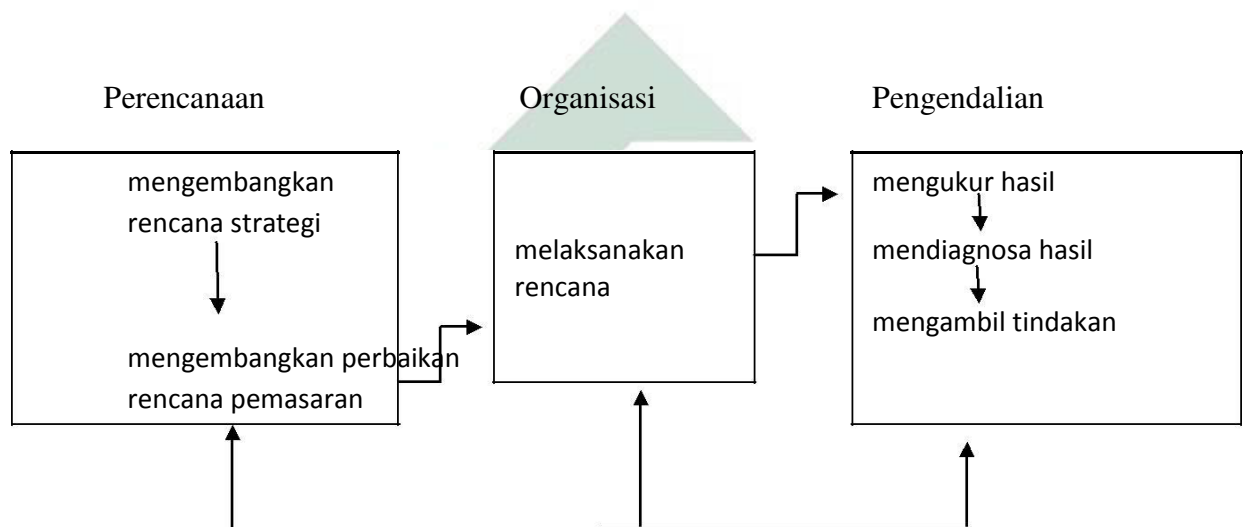 Perencanaan
Organisasi
Pengendalian
mengembangkan
rencana strategi
mengembangkan perbaikan
rencana pemasaran
melaksanakan
rencana
mengukur hasil
mendiagnosa hasil
mengambil tindakan